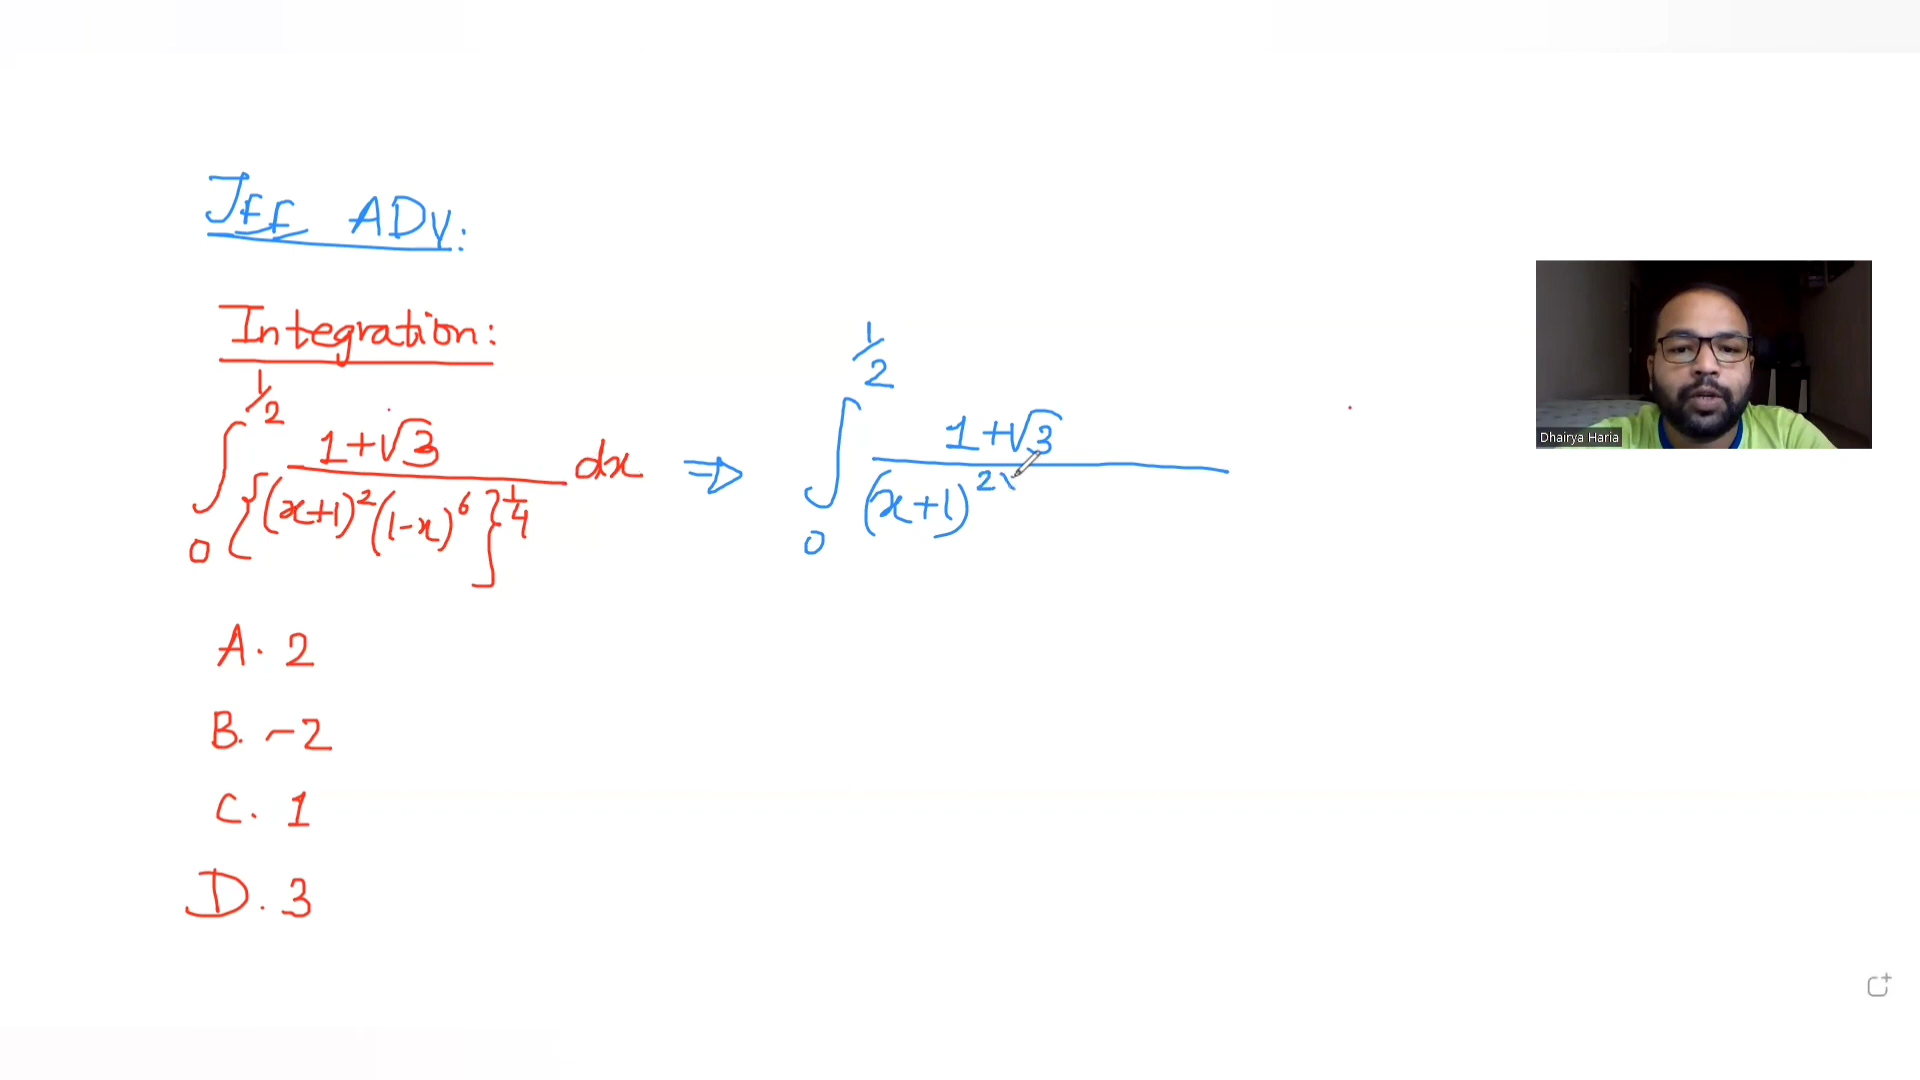 JEE ADV:
Integration:
∫₀^{1/2} (1+√3) / {(x+1)²(1-x)⁶}^{1/4} dx ⇒ ∫₀^{1/2} (1+√3) / (x+1)²
A. 2
B. -2
C. 1
D. 3
Dhairya Haria